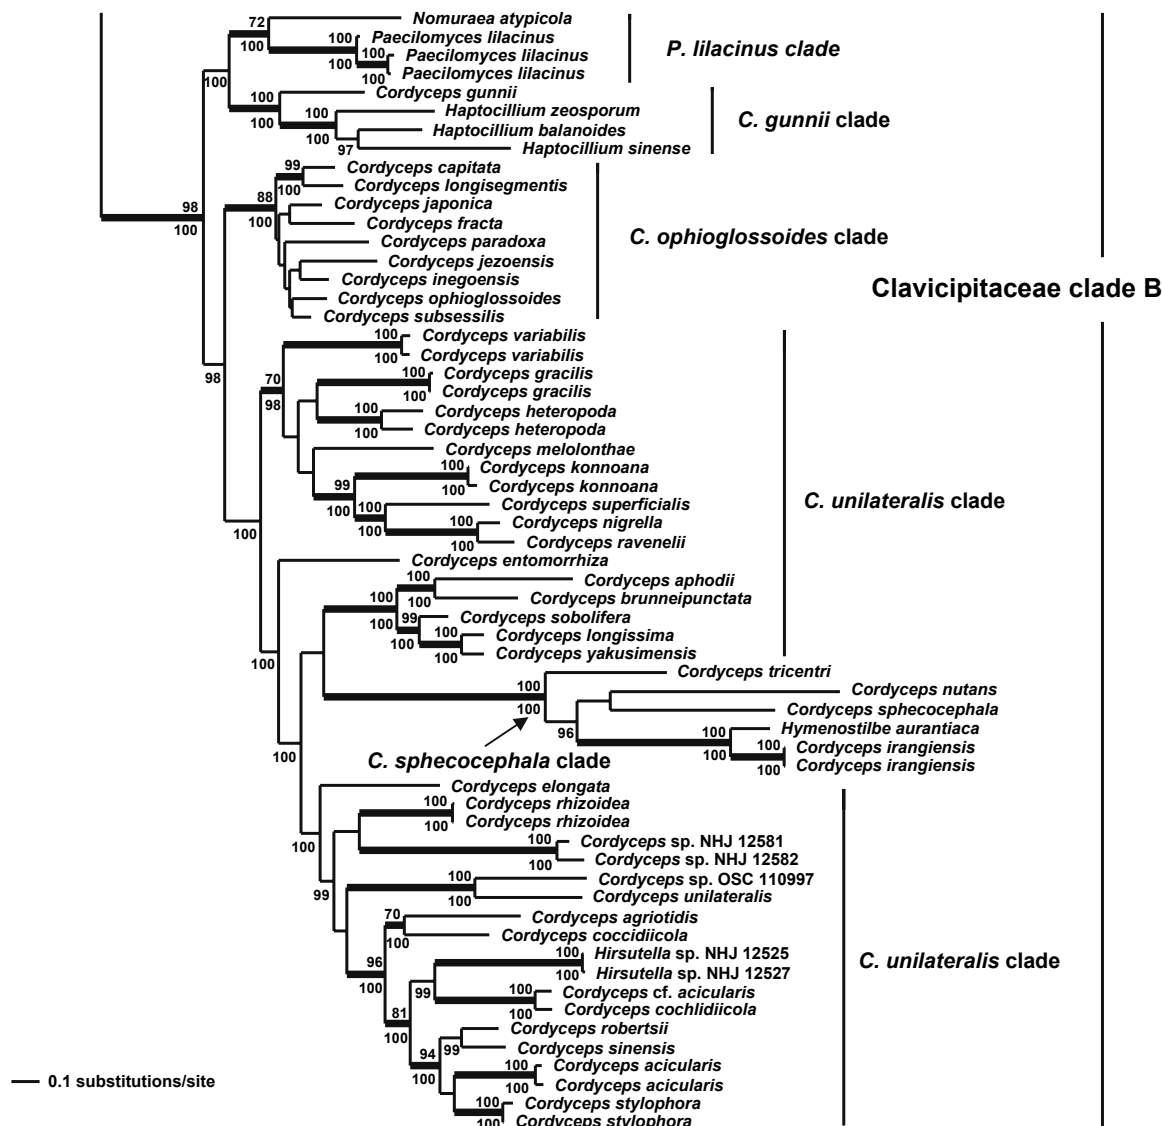 72
Nomuraea atypicola
100
100
Paecilomyces lilacinus
P. lilacinus clade
100
100
Paecilomyces lilacinus
100
100
Paecilomyces lilacinus
100
Cordyceps gunnii
100
100
100
Haptocillium zeosporum
C. gunnii clade
100
Haptocillium balanoides
97
Haptocillium sinense
99
Cordyceps capitata
100
Cordyceps longisegmentis
88
98
Cordyceps japonica
100
100
Cordyceps fracta
C. ophioglossoides clade
Cordyceps paradoxa
Cordyceps jezoensis
Cordyceps inegoensis
Clavicipitaceae clade B
Cordyceps ophioglossoides
Cordyceps subsessilis
100
Cordyceps variabilis
100
Cordyceps variabilis
98
70
100
Cordyceps gracilis
98
100
Cordyceps gracilis
100
Cordyceps heteropoda
100
Cordyceps heteropoda
Cordyceps melolonthae
100
Cordyceps konnoana
99
100
Cordyceps konnoana
C. unilateralis clade
100
100
Cordyceps superficialis
100
100
Cordyceps nigrella
100
100
Cordyceps ravenelii
Cordyceps entomorrhiza
100
Cordyceps aphodii
100
100
Cordyceps brunneipunctata
100
99
Cordyceps sobolifera
100
100
Cordyceps longissima
100
100
Cordyceps yakusimensis
Cordyceps tricentri
100
100
Cordyceps nutans
Cordyceps sphecocephala
96
100
Hymenostilbe aurantiaca
100
100
Cordyceps irangiensis
100
C. sphecocephala clade
100
Cordyceps irangiensis
Cordyceps elongata
100
Cordyceps rhizoidea
100
Cordyceps rhizoidea
100
100
Cordyceps sp. NHJ 12581
100
Cordyceps sp. NHJ 12582
99
100
Cordyceps sp. OSC 110997
100
Cordyceps unilateralis
70
Cordyceps agriotidis
100
Cordyceps coccidiicola
96
100
100
Hirsutella sp. NHJ 12525
C. unilateralis clade
100
Hirsutella sp. NHJ 12527
99
100
Cordyceps cf. acicularis
100
Cordyceps cochlidiicola
81
100
Cordyceps robertsii
99
Cordyceps sinensis
94
100
100
Cordyceps acicularis
0.1 substitutions/site
100
Cordyceps acicularis
100
Cordyceps stylophora
100
Cordyceps stylophora